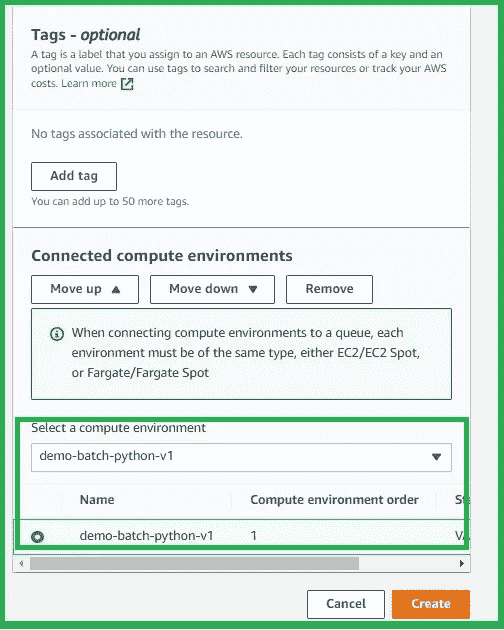 Tags - optional
A tag is a label that you assign to an AWS resource. Each tag consists of a key and an
optional value. You can use tags to search and filter your resources or track your AWS
costs. Learn more
No tags associated with the resource.
Add tag
You can add up to 50 more tags.
Connected compute environments
Move up
Move down
Remove
When connecting compute environments to a queue, each
environment must be of the same type, either EC2/EC2 Spot,
or Fargate/Fargate Spot
Select a compute environment
demo-batch-python-v1
Name Compute environment order
demo-batch-python-v1 1
Cancel
Create